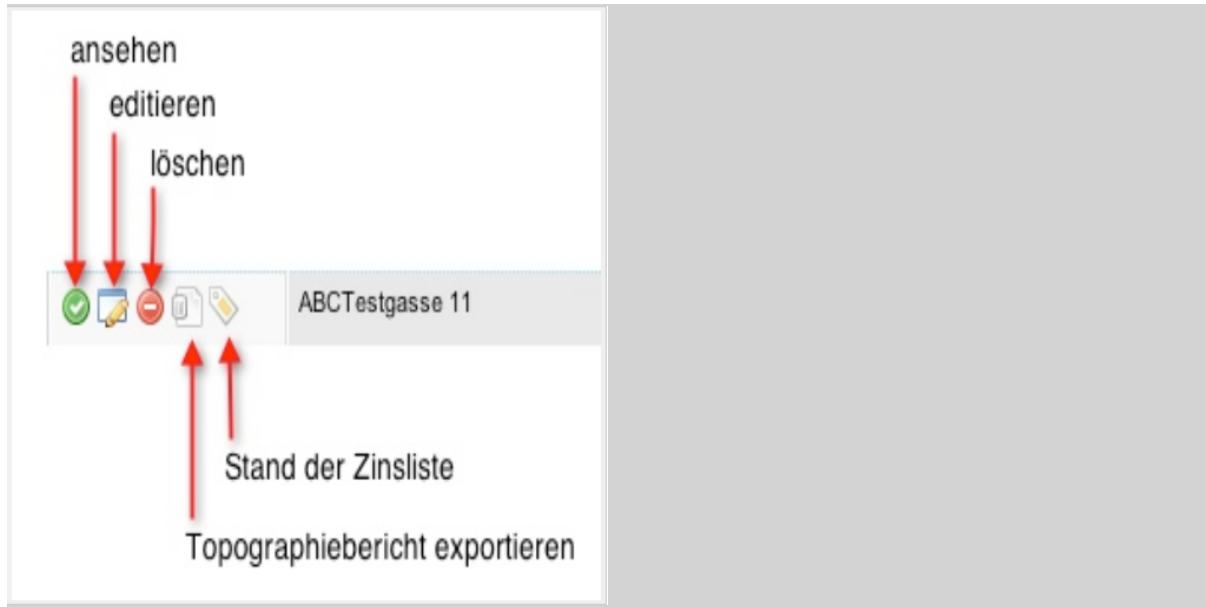 ansehen
editieren
löschen
ABCTestgasse 11
Stand der Zinsliste
Topographiebericht exportieren